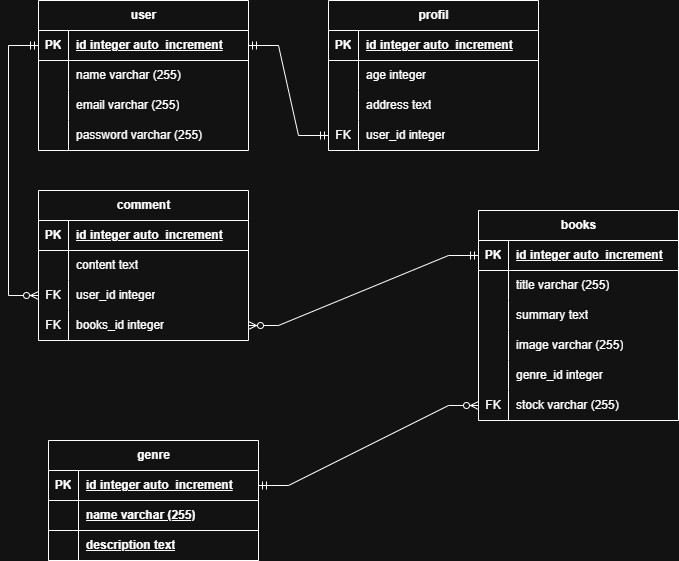 user
PK id integer auto_increment
name varchar (255)
email varchar (255)
password varchar (255)
profil
PK id integer auto_increment
age integer
address text
FK user_id integer
comment
PK id integer auto_increment
content text
FK user_id integer
FK books_id integer
books
PK id integer auto_increment
title varchar (255)
summary text
image varchar (255)
genre_id integer
FK stock varchar (255)
genre
PK id integer auto_increment
name varchar (255)
description text